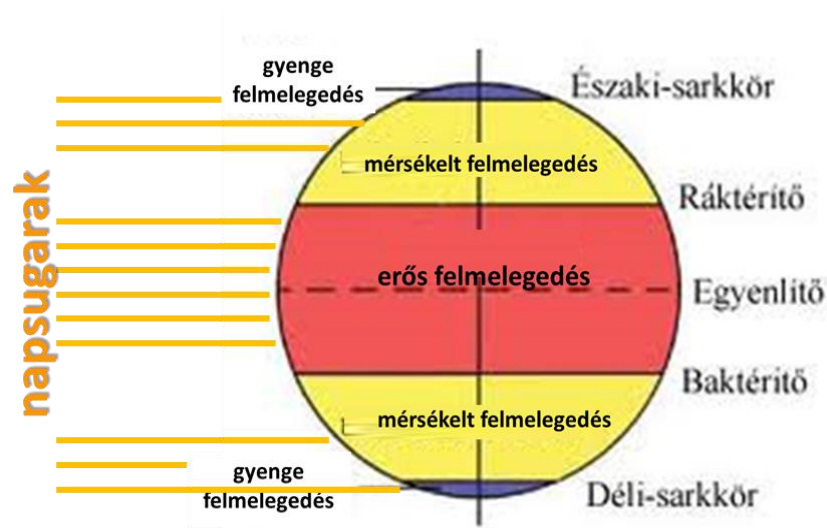 gyenge
felmelegedés
Északi-sarkkör
mérsékelt felmelegedés
Ráktérítő
napsugarak
erős felmelegedés
Egyenlítő
Baktérítő
mérsékelt felmelegedés
gyenge
felmelegedés
Déli-sarkkör